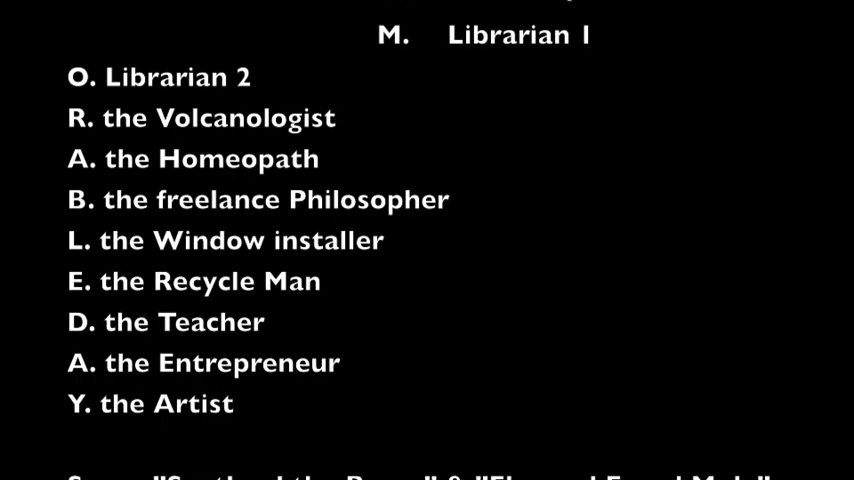 M. Librarian 1
O. Librarian 2
R. the Volcanologist
A. the Homeopath
B. the freelance Philosopher
L. the Window installer
E. the Recycle Man
D. the Teacher
A. the Entrepreneur
Y. the Artist